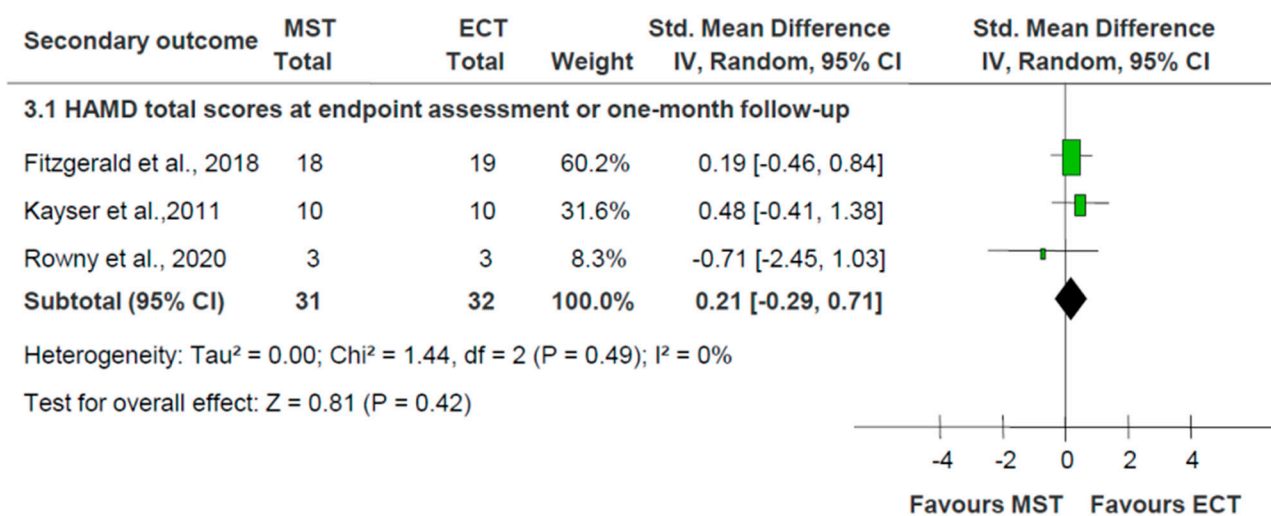 Secondary outcome MST Total ECT Total Weight Std. Mean Difference IV, Random, 95% CI Std. Mean Difference IV, Random, 95% CI
3.1 HAMD total scores at endpoint assessment or one-month follow-up
Fitzgerald et al., 2018 18 19 60.2% 0.19 [-0.46, 0.84]
Kayser et al.,2011 10 10 31.6% 0.48 [-0.41, 1.38]
Rowny et al., 2020 3 3 8.3% -0.71 [-2.45, 1.03]
Subtotal (95% CI) 31 32 100.0% 0.21 [-0.29, 0.71]
Heterogeneity: Tau² = 0.00; Chi² = 1.44, df = 2 (P = 0.49); I² = 0%
Test for overall effect: Z = 0.81 (P = 0.42)
-4 -2 0 2 4
Favours MST Favours ECT